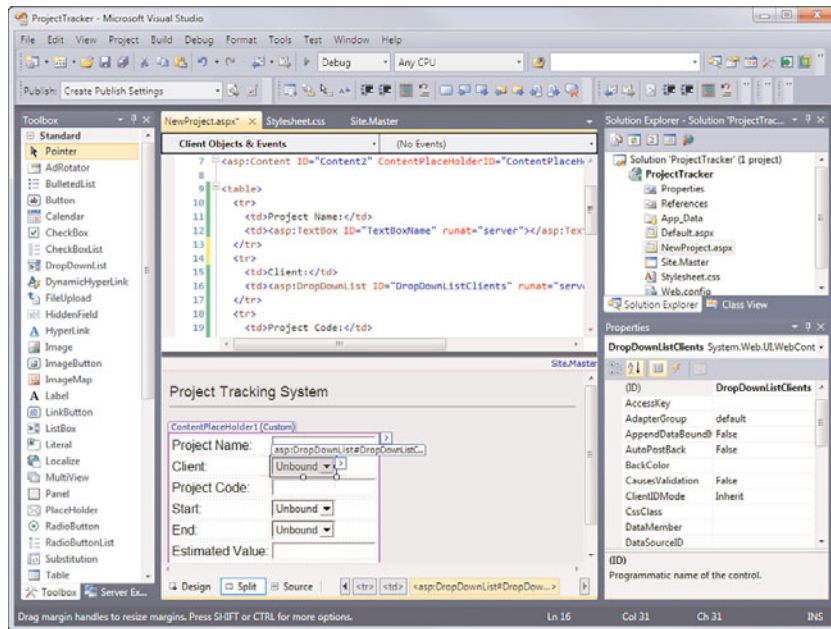 ProjectTracker - Microsoft Visual Studio
File Edit View Project Build Debug Format Tools Test Window Help
Debug Any CPU
Publish: Create Publish Settings
Toolbox
Standard
Pointer
AdRotator
BulletedList
Button
Calendar
CheckBox
CheckBoxList
DropDownList
DynamicHyperLink
FileUpload
HiddenField
HyperLink
Image
ImageButton
ImageMap
Label
LinkButton
ListBox
Literal
Localize
MultiView
Panel
PlaceHolder
RadioButton
RadioButtonList
Substitution
Table
Toolbox Server Ex...
NewProject.aspx* Stylesheet.css Site.Master
Client Objects & Events (No Events)
7 <asp:Content ID="Content2" ContentPlaceHolderID="ContentPlaceH
8
9 <table>
10 <tr>
11 <td>Project Name:</td>
12 <td><asp:TextBox ID="TextBoxName" runat="server"></asp:Tex
13 </tr>
14 <tr>
15 <td>Client:</td>
16 <td><asp:DropDownList ID="DropDownListClients" runat="serv
17 </tr>
18 <tr>
19 <td>Project Code:</td>
Site.Master
Project Tracking System
ContentPlaceHolder1 (Custom)
Project Name:
asp:DropDownList#DropDownListC...
Client: Unbound
Project Code:
Start: Unbound
End: Unbound
Estimated Value:
Design Split Source <tr> <td> <asp:DropDownList#DropDow...>
Solution Explorer - Solution 'ProjectTrac...
Solution 'ProjectTracker' (1 project)
ProjectTracker
Properties
References
App_Data
Default.aspx
NewProject.aspx
Site.Master
Stylesheet.css
Web.config
Solution Explorer Class View
Properties
DropDownListClients System.Web.UI.WebCont
(ID) DropDownListClients
AccessKey
AdapterGroup default
AppendDataBoundI False
AutoPostBack False
BackColor
CausesValidation False
ClientIDMode Inherit
CssClass
DataMember
DataSourceID
(ID)
Programmatic name of the control.
Drag margin handles to resize margins. Press SHIFT or CTRL for more options. Ln 16 Col 31 Ch 31 INS